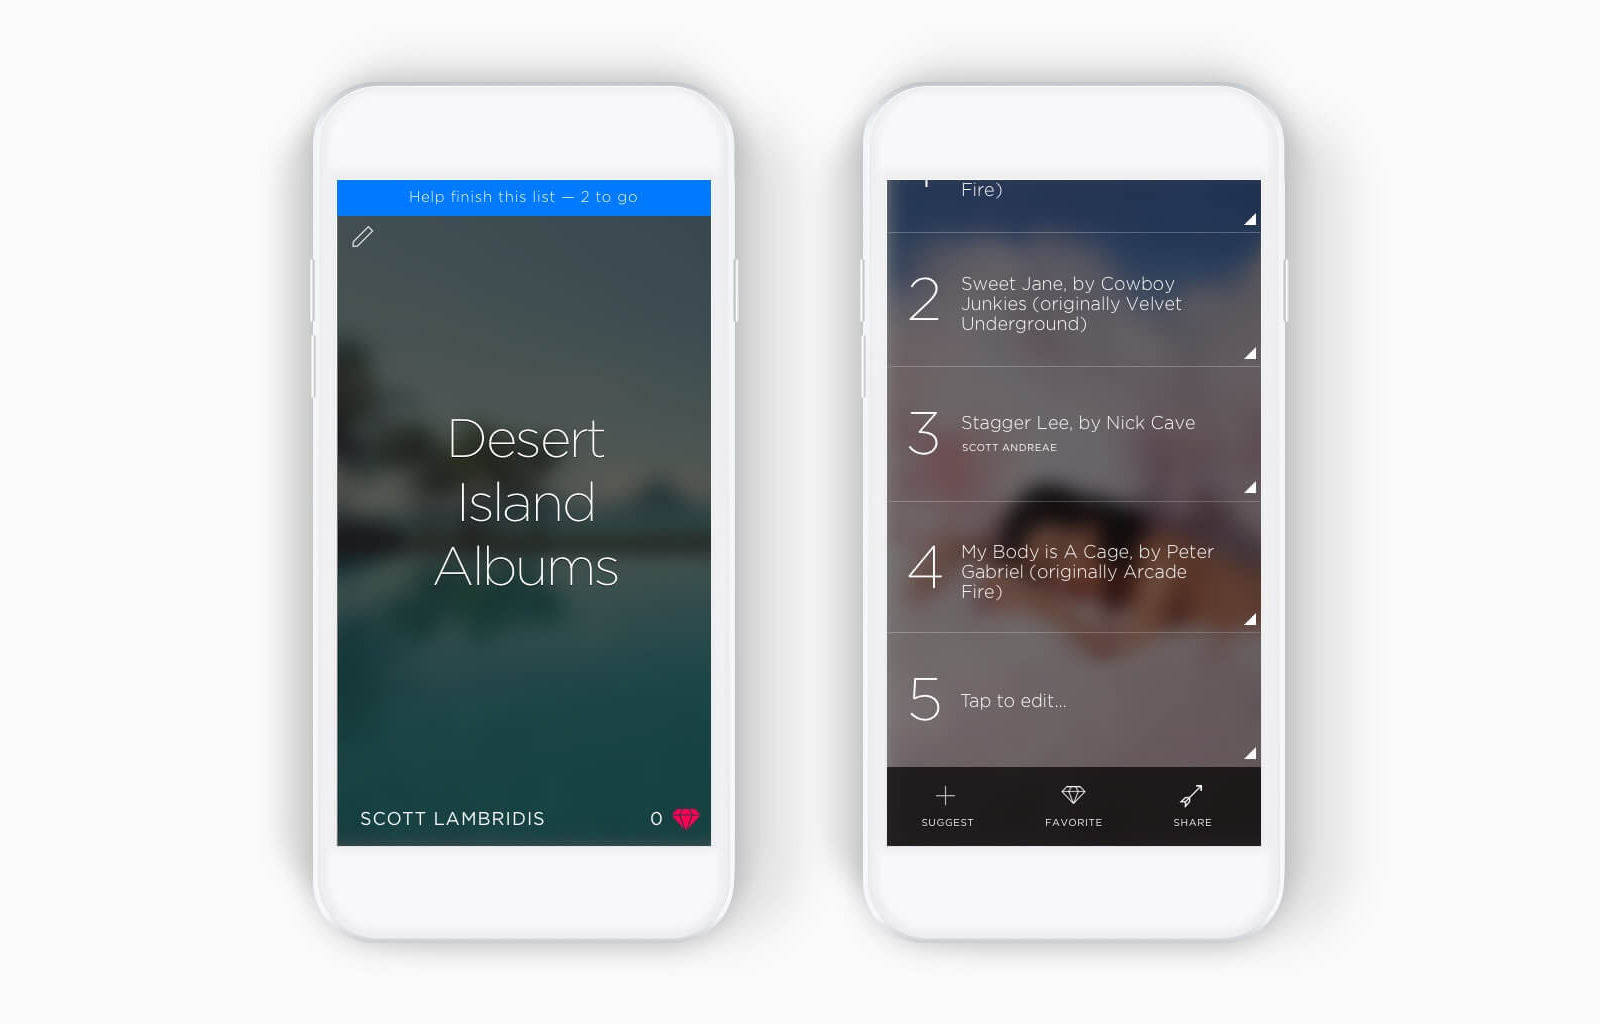 Help finish this list — 2 to go
Desert
Island
Albums
SCOTT LAMBRIDIS
0
Fire)
2
Sweet Jane, by Cowboy
Junkies (originally Velvet
Underground)
3
Stagger Lee, by Nick Cave
SCOTT ANDREAE
4
My Body is A Cage, by Peter
Gabriel (originally Arcade
Fire)
5
Tap to edit...
SUGGEST
FAVORITE
SHARE